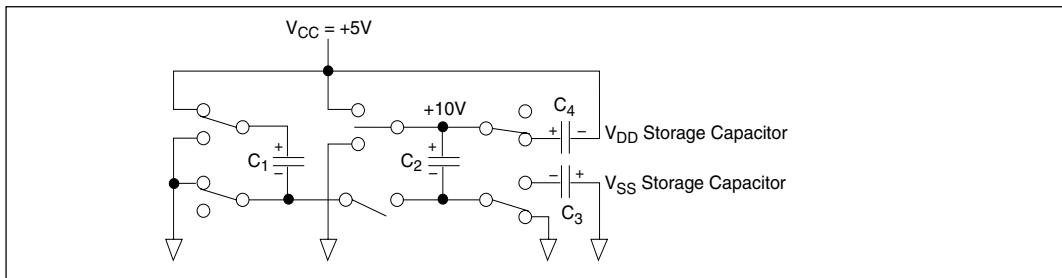 V_CC = +5V
+10V
C_4
+ −
V_DD Storage Capacitor
+
C_1
−
+
C_2
−
− +
V_SS Storage Capacitor
C_3